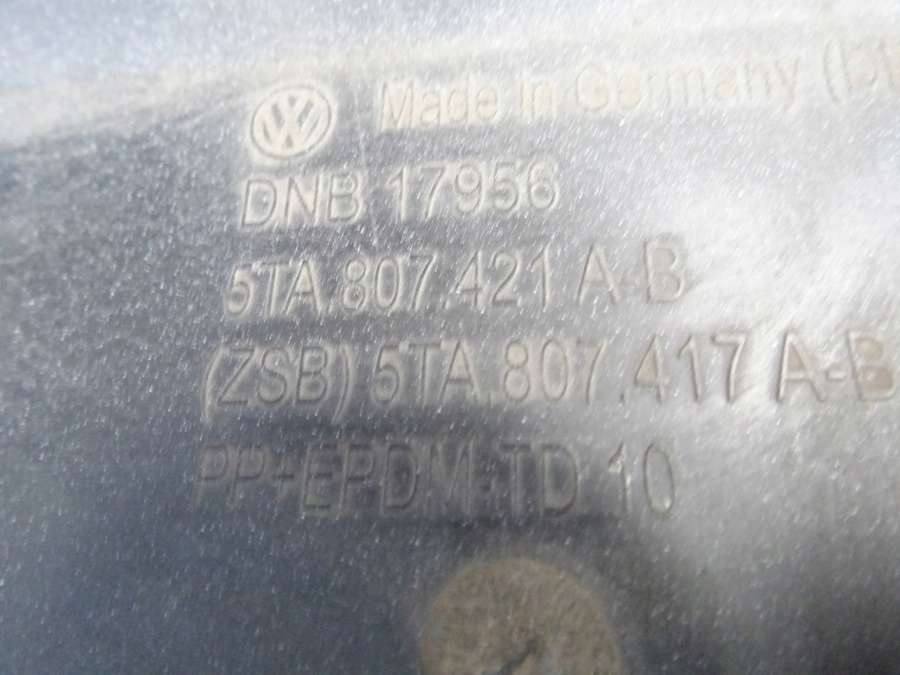 Made in Germany
DNB 17956
5TA.807.421 A-B
(ZSB) 5TA.807.417 A-B
PP+EPDM-TD 10